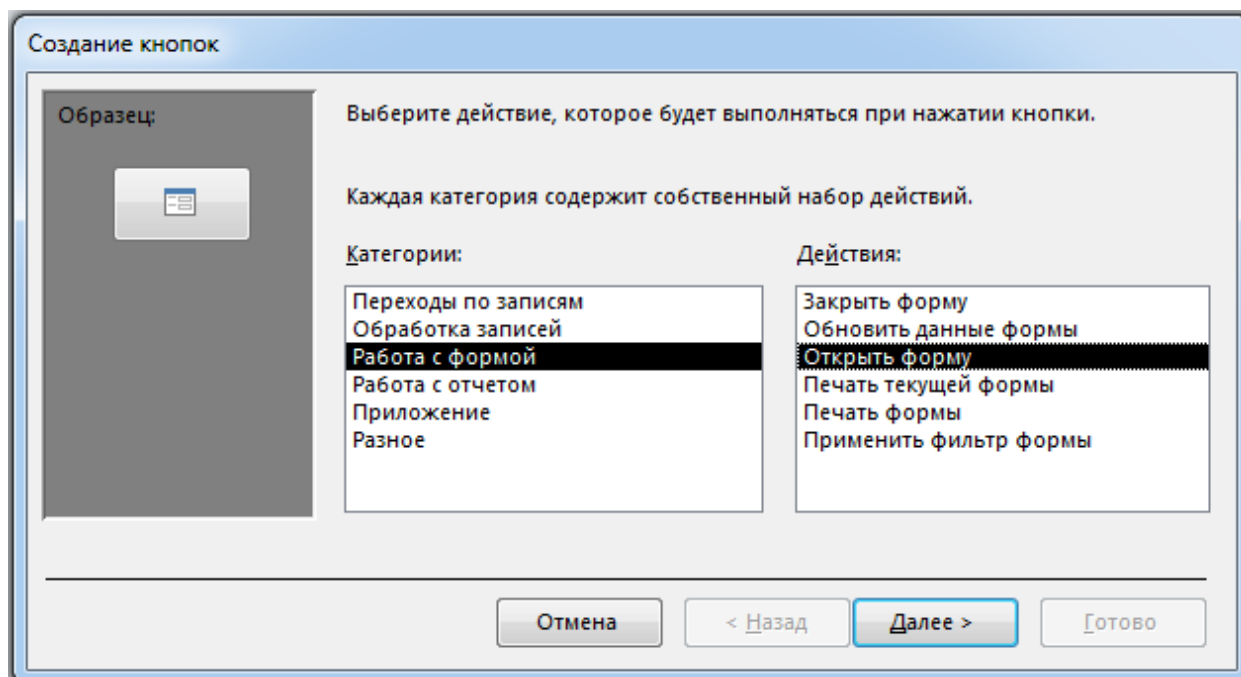 Создание кнопок
Образец:
Выберите действие, которое будет выполняться при нажатии кнопки.
Каждая категория содержит собственный набор действий.
Категории:
Переходы по записям
Обработка записей
Работа с формой
Работа с отчетом
Приложение
Разное
Действия:
Закрыть форму
Обновить данные формы
Открыть форму
Печать текущей формы
Печать формы
Применить фильтр формы
Отмена
< Назад
Далее >
Готово